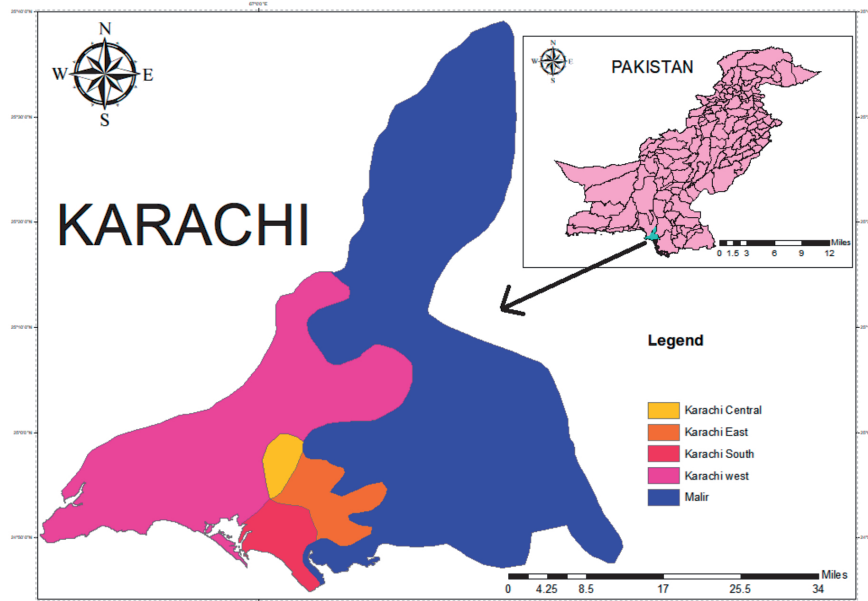 N
W E
S
KARACHI
N
W E
S
PAKISTAN
Miles
0 1.5 3 6 9 12
Legend
Karachi Central
Karachi East
Karachi South
Karachi west
Malir
Miles
0 4.25 8.5 17 25.5 34